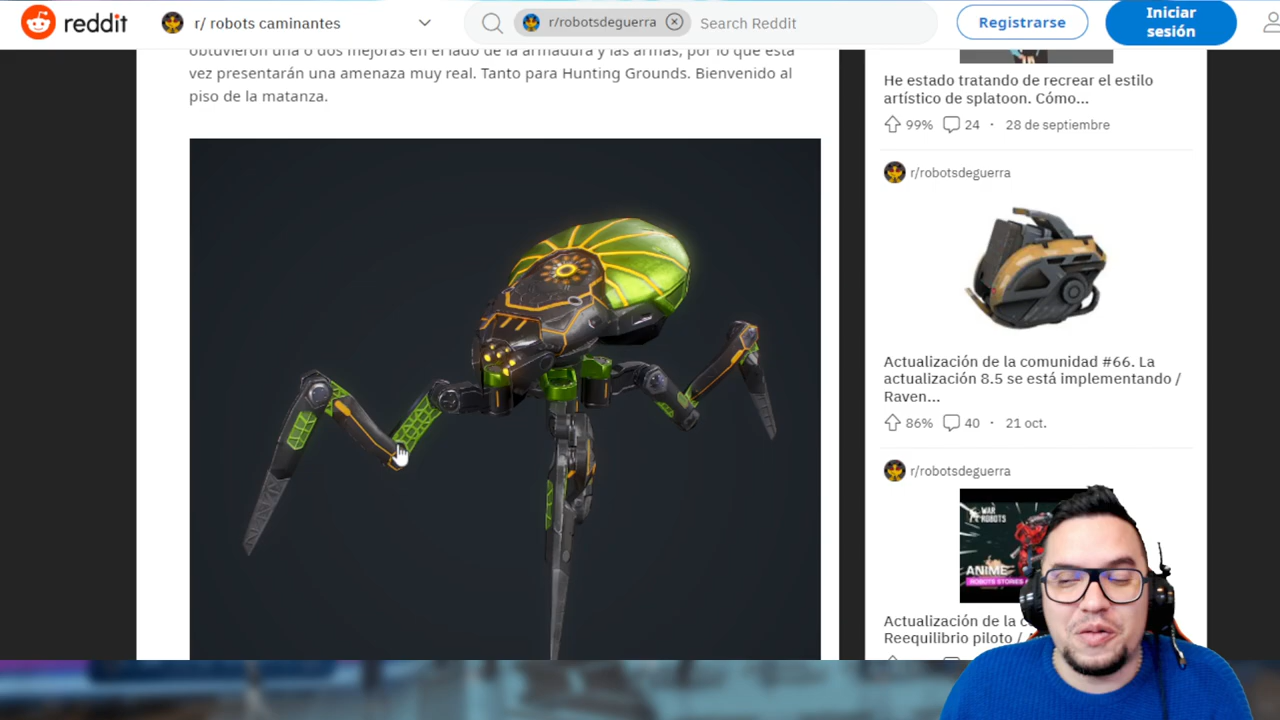 reddit
r/ robots caminantes
r/robotsdeguerra
Search Reddit
Registrarse
Iniciar
sesión
obtuvieron una o dos mejoras en el lado de la armadura y las armas, por lo que esta
vez presentarán una amenaza muy real. Tanto para Hunting Grounds. Bienvenido al
piso de la matanza.
He estado tratando de recrear el estilo
artístico de splatoon. Cómo...
99% 24 · 28 de septiembre
r/robotsdeguerra
Actualización de la comunidad #66. La
actualización 8.5 se está implementando /
Raven...
86% 40 · 21 oct.
r/robotsdeguerra
WAR
ROBOTS
ANIME
ROBOTS STORIES
Actualización de la
Reequilibrio piloto /